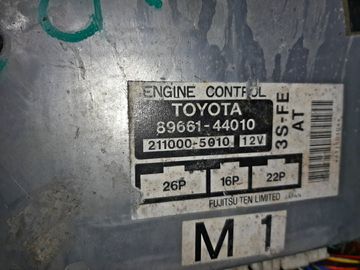 ENGINE CONTROL
TOYOTA
89661-44010
211000-5010 12V
3S-FE
AT
26P 16P 22P
FUJITSU TEN LIMITED
M 1